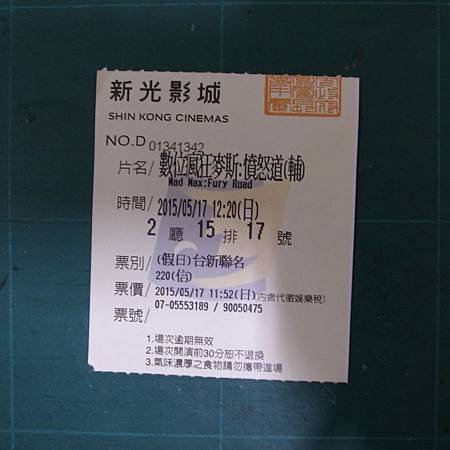 新光影城
SHIN KONG CINEMAS
NO.D 01341342
片名/ 數位瘋狂麥斯:憤怒道(輔)
Mad Max:Fury Road
時間/ 2015/05/17 12:20(日)
2 廳 15 排 17 號
票別/ (假日)台新聯名
220(信)
票價/ 2015/05/17 11:52(日)(內含代徵娛樂稅)
07-05553189 / 90050475
票號/
1.場次逾期無效
2.場次開演前30分恕不退換
3.氣味濃厚之食物請勿攜帶進場